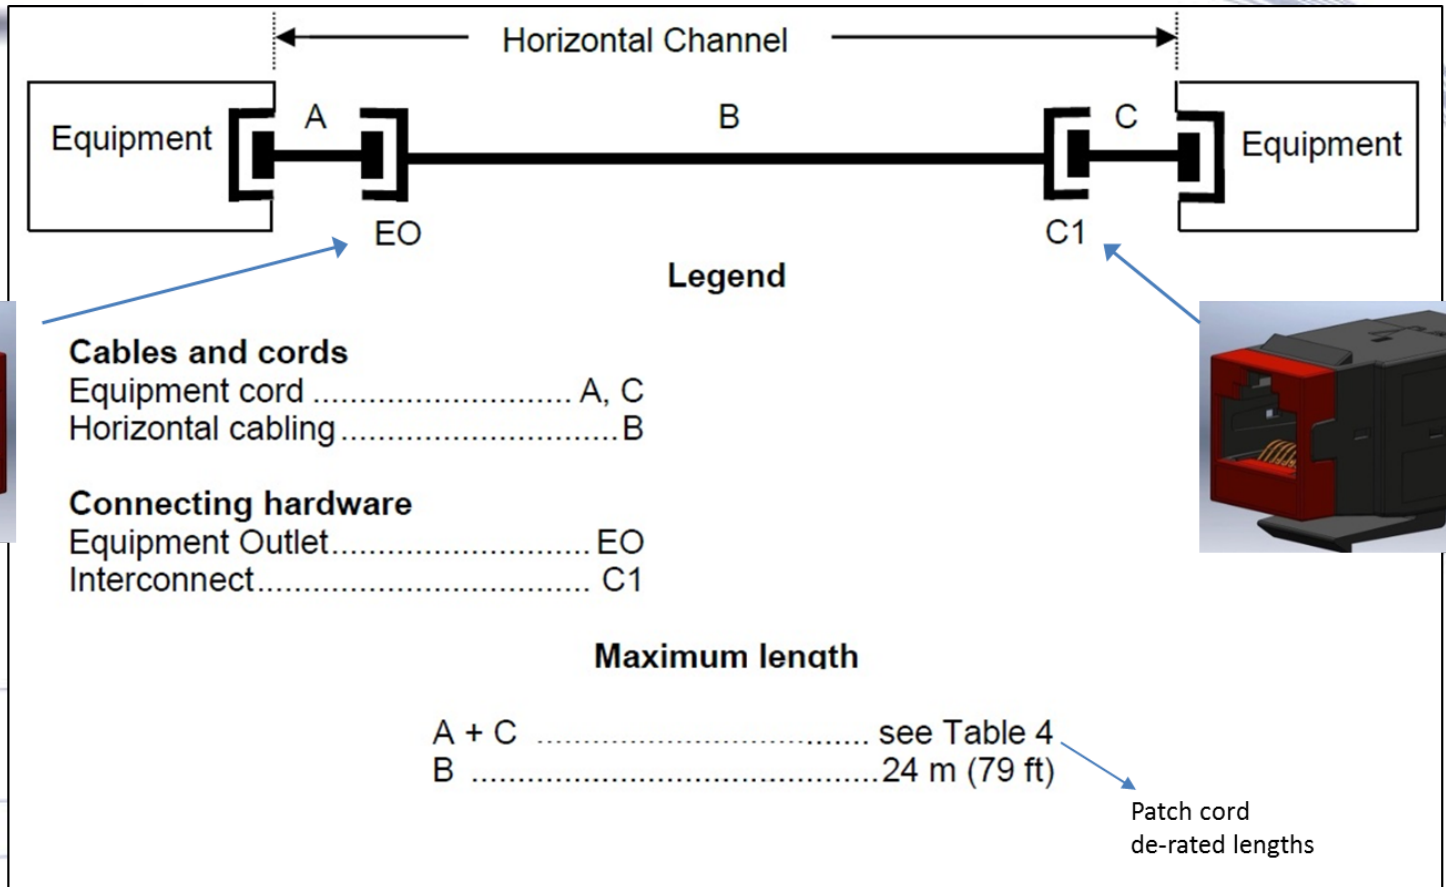 Horizontal Channel
A B C
Equipment Equipment
EO C1
Legend
Cables and cords
Equipment cord ............................ A, C
Horizontal cabling..............................B
Connecting hardware
Equipment Outlet............................ EO
Interconnect.................................... C1
Maximum length
A + C .................................... see Table 4
B ............................................24 m (79 ft)
Patch cord
de-rated lengths